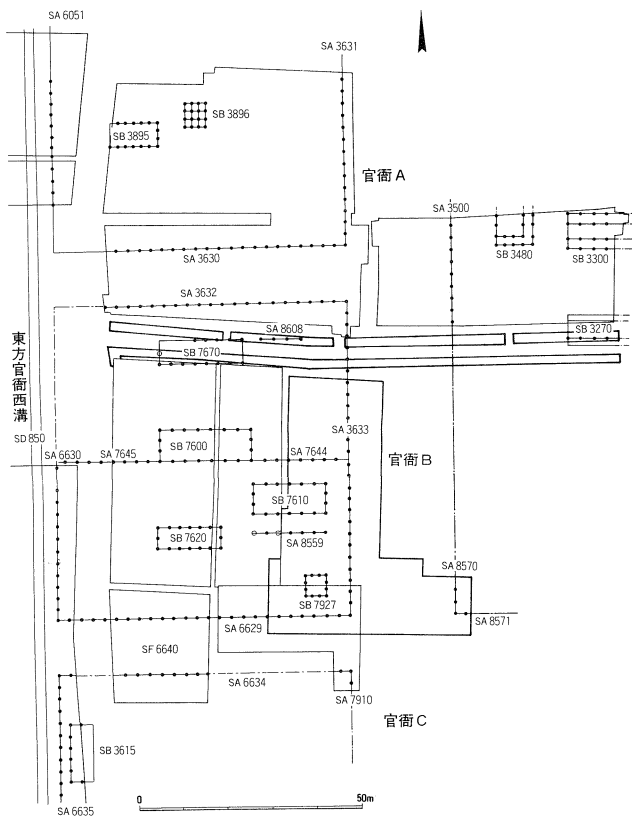 SA 6051
SA 3631
SB 3896
SB 3895
官衙A
SA 3500
SA 3630
SB 3480
SB 3300
SA 3632
SA 8608
SB 3270
SB 7670
東方官衙西溝
SD 850
SA 6630
SA 7645
SB 7600
SA 7644
SA 3633
官衙B
SB 7610
SB 7620
SA 8559
SA 8570
SB 7927
SA 6629
SA 8571
SF 6640
SA 6634
SA 7910
官衙C
SB 3615
0
50m
SA 6635